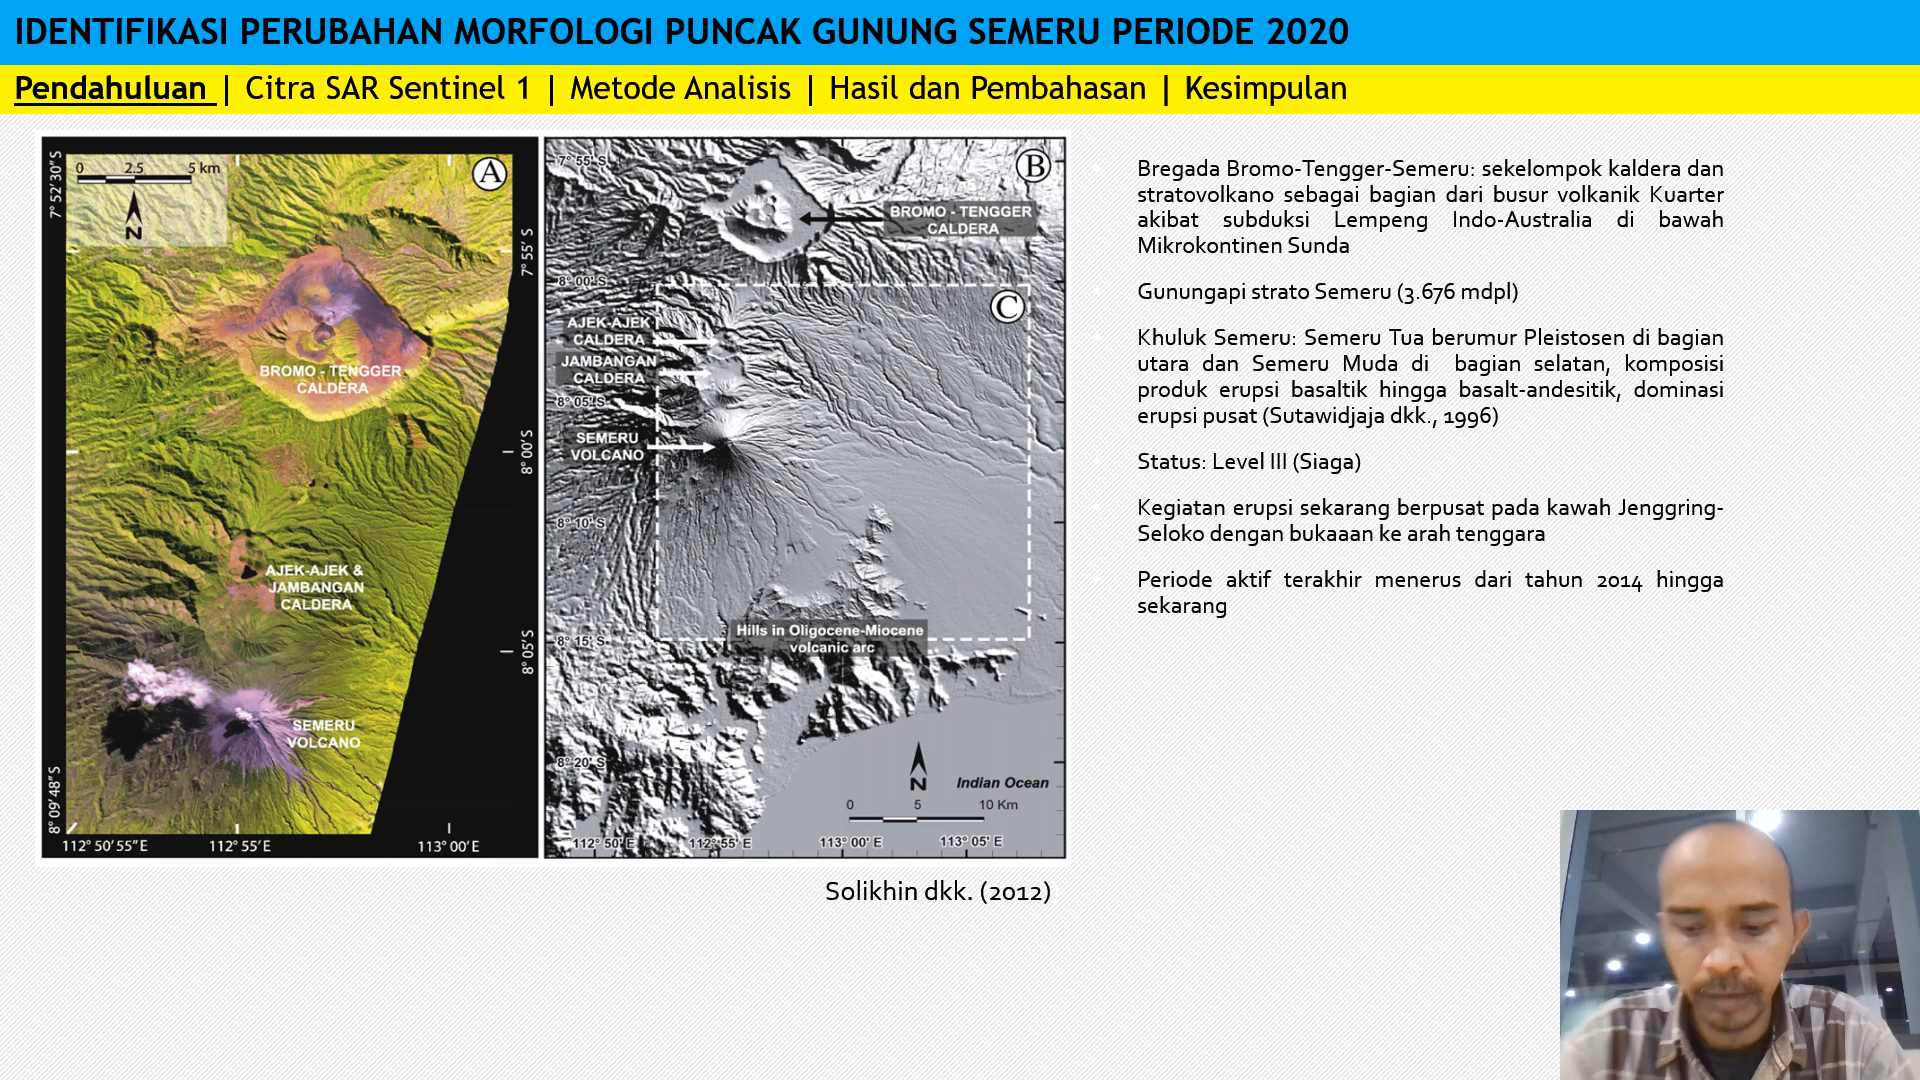 IDENTIFIKASI PERUBAHAN MORFOLOGI PUNCAK GUNUNG SEMERU PERIODE 2020
Pendahuluan | Citra SAR Sentinel 1 | Metode Analisis | Hasil dan Pembahasan | Kesimpulan
0 2.5 5 km
N
A
7° 52' 30" S
7° 55' S
8° 00' S
8° 05' S
8° 09' 48" S
BROMO - TENGGER
CALDERA
AJEK-AJEK &
JAMBANGAN
CALDERA
SEMERU
VOLCANO
112° 50' 55" E 112° 55' E 113° 00' E
B
7° 55' S
BROMO - TENGGER
CALDERA
8° 00' S
C
AJEK-AJEK
CALDERA
JAMBANGAN
CALDERA
8° 05' S
SEMERU
VOLCANO
8° 10' S
Hills in Oligocene-Miocene
volcanic arc
8° 15' S
8° 20' S
N
Indian Ocean
0 5 10 Km
112° 50' E 112° 55' E 113° 00' E 113° 05' E
Solikhin dkk. (2012)
Bregada Bromo-Tengger-Semeru: sekelompok kaldera dan
stratovolkano sebagai bagian dari busur volkanik Kuarter
akibat subduksi Lempeng Indo-Australia di bawah
Mikrokontinen Sunda
Gunungapi strato Semeru (3.676 mdpl)
Khuluk Semeru: Semeru Tua berumur Pleistosen di bagian
utara dan Semeru Muda di bagian selatan, komposisi
produk erupsi basaltik hingga basalt-andesitik, dominasi
erupsi pusat (Sutawidjaja dkk., 1996)
Status: Level III (Siaga)
Kegiatan erupsi sekarang berpusat pada kawah Jenggring-
Seloko dengan bukaaan ke arah tenggara
Periode aktif terakhir menerus dari tahun 2014 hingga
sekarang